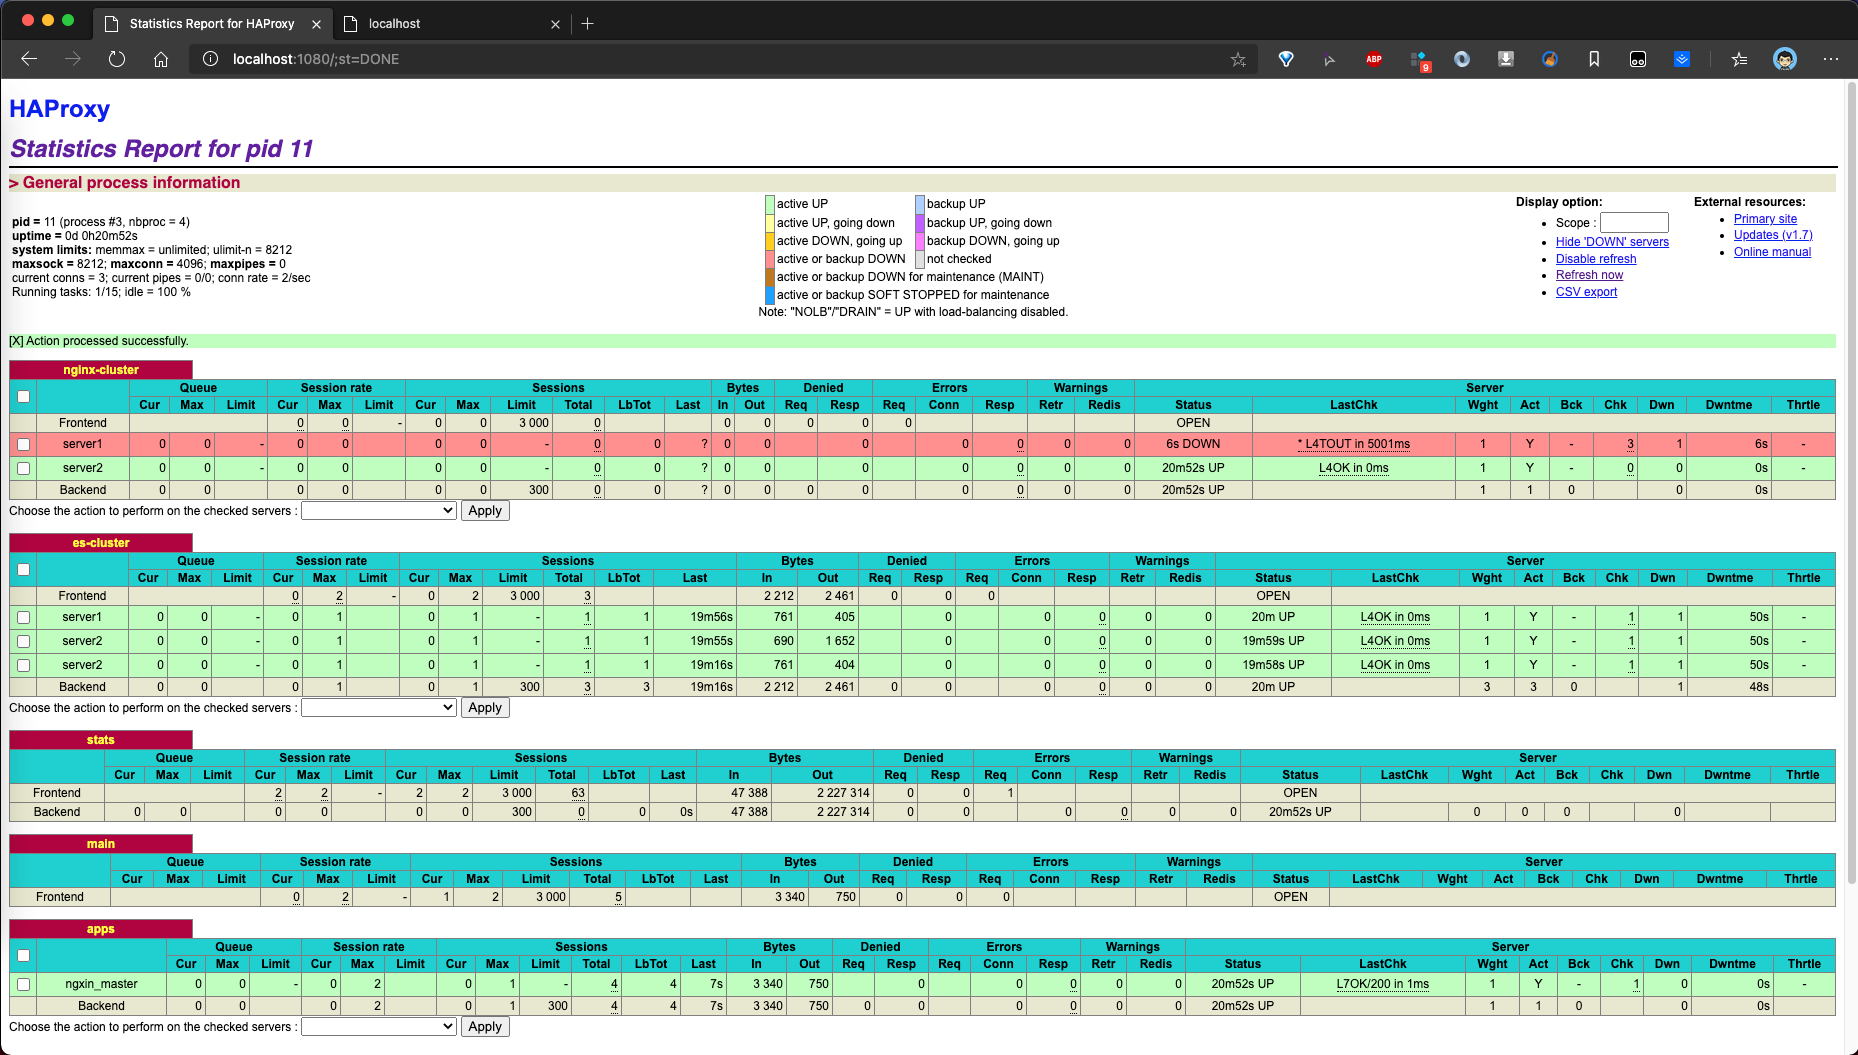 Statistics Report for HAProxy
localhost
localhost:1080/;st=DONE
ABP
9
HAProxy
Statistics Report for pid 11
> General process information
pid = 11 (process #3, nbproc = 4)
uptime = 0d 0h20m52s
system limits: memmax = unlimited; ulimit-n = 8212
maxsock = 8212; maxconn = 4096; maxpipes = 0
current conns = 3; current pipes = 0/0; conn rate = 2/sec
Running tasks: 1/15; idle = 100 %
active UP backup UP
active UP, going down backup UP, going down
active DOWN, going up backup DOWN, going up
active or backup DOWN not checked
active or backup DOWN for maintenance (MAINT)
active or backup SOFT STOPPED for maintenance
Note: "NOLB"/"DRAIN" = UP with load-balancing disabled.
Display option:
• Scope :
• Hide 'DOWN' servers
• Disable refresh
• Refresh now
• CSV export
External resources:
• Primary site
• Updates (v1.7)
• Online manual
[X] Action processed successfully.
nginx-cluster
Queue Session rate Sessions Bytes Denied Errors Warnings Server
Cur Max Limit Cur Max Limit Cur Max Limit Total LbTot Last In Out Req Resp Req Conn Resp Retr Redis Status LastChk Wght Act Bck Chk Dwn Dwntme Thrtle
Frontend 0 0 - 0 0 3 000 0 0 0 0 0 0 OPEN
server1 0 0 - 0 0 0 0 - 0 0 ? 0 0 0 0 0 0 0 6s DOWN * L4TOUT in 5001ms 1 Y - 3 1 6s -
server2 0 0 - 0 0 0 0 - 0 0 ? 0 0 0 0 0 0 0 20m52s UP L4OK in 0ms 1 Y - 0 0 0s -
Backend 0 0 0 0 0 0 300 0 0 ? 0 0 0 0 0 0 0 0 20m52s UP 1 1 0 0 0s
Choose the action to perform on the checked servers : Apply
es-cluster
Queue Session rate Sessions Bytes Denied Errors Warnings Server
Cur Max Limit Cur Max Limit Cur Max Limit Total LbTot Last In Out Req Resp Req Conn Resp Retr Redis Status LastChk Wght Act Bck Chk Dwn Dwntme Thrtle
Frontend 0 2 - 0 2 3 000 3 2 212 2 461 0 0 0 OPEN
server1 0 0 - 0 1 0 1 - 1 1 19m56s 761 405 0 0 0 0 0 20m UP L4OK in 0ms 1 Y - 1 1 50s -
server2 0 0 - 0 1 0 1 - 1 1 19m55s 690 1 652 0 0 0 0 0 19m59s UP L4OK in 0ms 1 Y - 1 1 50s -
server2 0 0 - 0 1 0 1 - 1 1 19m16s 761 404 0 0 0 0 0 19m58s UP L4OK in 0ms 1 Y - 1 1 50s -
Backend 0 0 0 1 0 1 300 3 3 19m16s 2 212 2 461 0 0 0 0 0 0 20m UP 3 3 0 1 48s
Choose the action to perform on the checked servers : Apply
stats
Queue Session rate Sessions Bytes Denied Errors Warnings Server
Cur Max Limit Cur Max Limit Cur Max Limit Total LbTot Last In Out Req Resp Req Conn Resp Retr Redis Status LastChk Wght Act Bck Chk Dwn Dwntme Thrtle
Frontend 2 2 - 2 2 3 000 63 47 388 2 227 314 0 0 1 OPEN
Backend 0 0 0 0 0 0 300 0 0 0s 47 388 2 227 314 0 0 0 0 0 0 20m52s UP 0 0 0 0
main
Queue Session rate Sessions Bytes Denied Errors Warnings Server
Cur Max Limit Cur Max Limit Cur Max Limit Total LbTot Last In Out Req Resp Req Conn Resp Retr Redis Status LastChk Wght Act Bck Chk Dwn Dwntme Thrtle
Frontend 0 2 - 1 2 3 000 5 3 340 750 0 0 0 OPEN
apps
Queue Session rate Sessions Bytes Denied Errors Warnings Server
Cur Max Limit Cur Max Limit Cur Max Limit Total LbTot Last In Out Req Resp Req Conn Resp Retr Redis Status LastChk Wght Act Bck Chk Dwn Dwntme Thrtle
ngxin_master 0 0 - 0 2 0 1 - 4 4 7s 3 340 750 0 0 0 0 0 20m52s UP L7OK/200 in 1ms 1 Y - 1 0 0s -
Backend 0 0 0 2 0 1 300 4 4 7s 3 340 750 0 0 0 0 0 0 20m52s UP 1 1 0 0 0s
Choose the action to perform on the checked servers : Apply